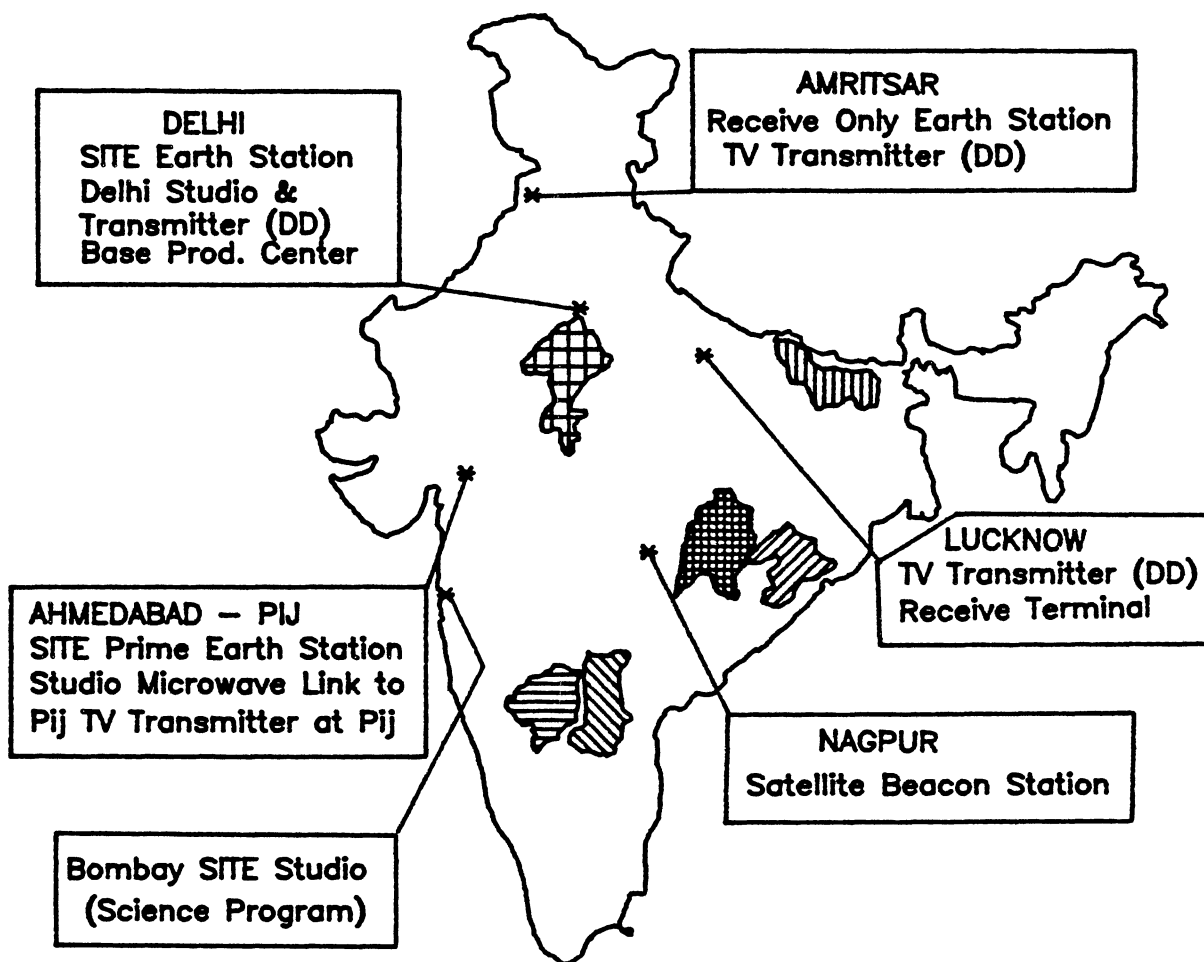 DELHI
SITE Earth Station
Delhi Studio &
Transmitter (DD)
Base Prod. Center
AMRITSAR
Receive Only Earth Station
TV Transmitter (DD)
AHMEDABAD – PIJ
SITE Prime Earth Station
Studio Microwave Link to
Pij TV Transmitter at Pij
LUCKNOW
TV Transmitter (DD)
Receive Terminal
NAGPUR
Satellite Beacon Station
Bombay SITE Studio
(Science Program)